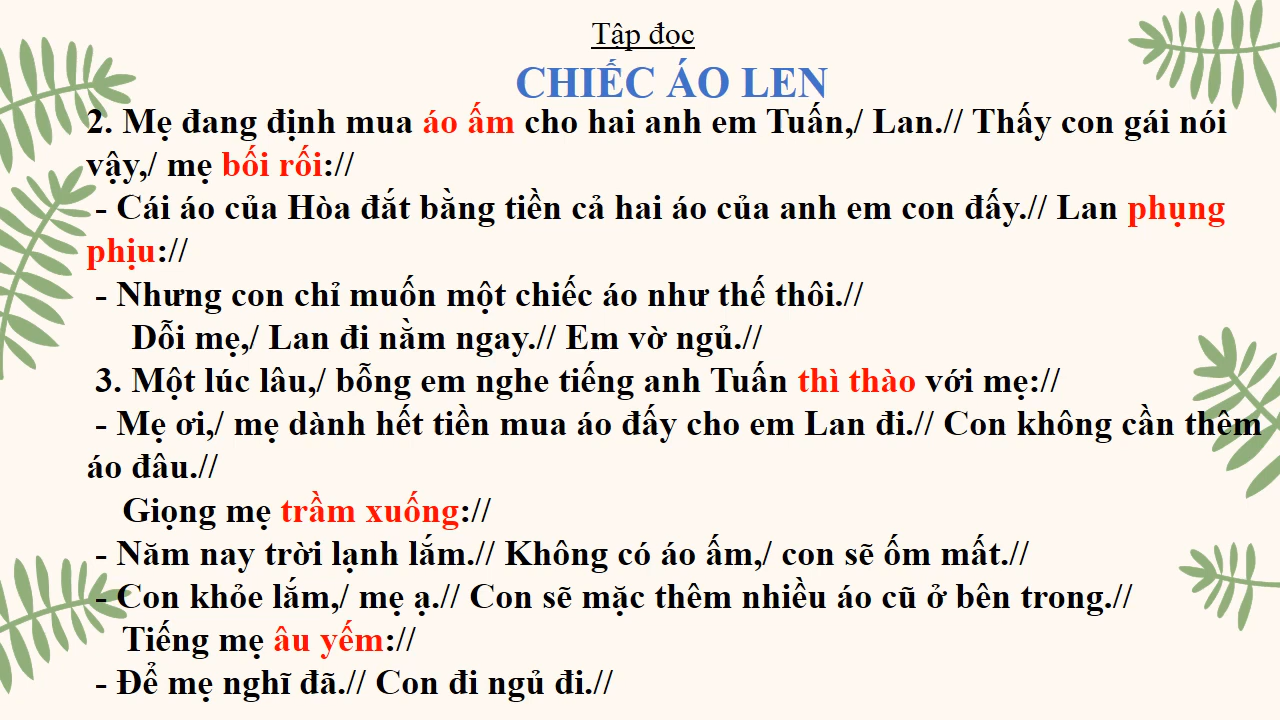 Tập đọc
CHIẾC ÁO LEN
2. Mẹ đang định mua áo ấm cho hai anh em Tuấn,/ Lan.// Thấy con gái nói
vậy,/ mẹ bối rối://
- Cái áo của Hòa đắt bằng tiền cả hai áo của anh em con đấy.// Lan phụng
phịu://
- Nhưng con chỉ muốn một chiếc áo như thế thôi.//
Dỗi mẹ,/ Lan đi nằm ngay.// Em vờ ngủ.//
3. Một lúc lâu,/ bỗng em nghe tiếng anh Tuấn thì thào với mẹ://
- Mẹ ơi,/ mẹ dành hết tiền mua áo đấy cho em Lan đi.// Con không cần thêm
áo đâu.//
Giọng mẹ trầm xuống://
- Năm nay trời lạnh lắm.// Không có áo ấm,/ con sẽ ốm mất.//
- Con khỏe lắm,/ mẹ ạ.// Con sẽ mặc thêm nhiều áo cũ ở bên trong.//
Tiếng mẹ âu yếm://
- Để mẹ nghĩ đã.// Con đi ngủ đi.//